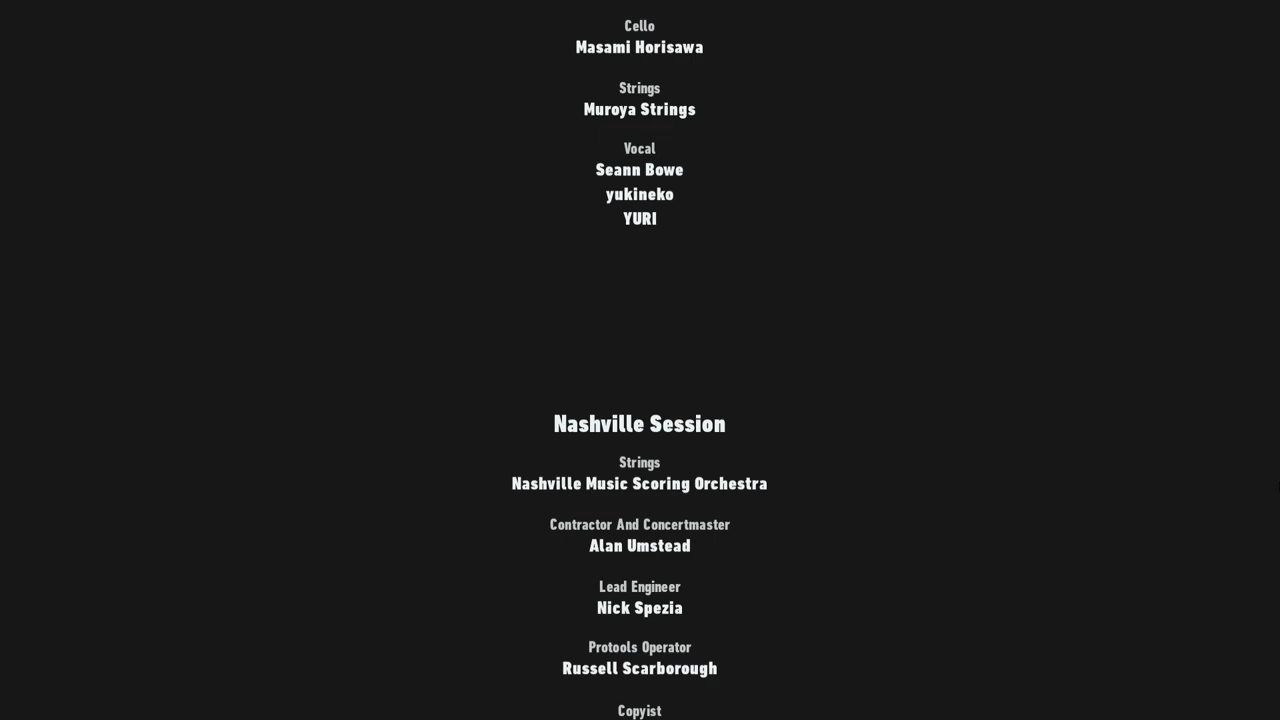 Cello
Masami Horisawa
Strings
Muroya Strings
Vocal
Seann Bowe
yukineko
YURI
Nashville Session
Strings
Nashville Music Scoring Orchestra
Contractor And Concertmaster
Alan Umstead
Lead Engineer
Nick Spezia
Protools Operator
Russell Scarborough
Copyist